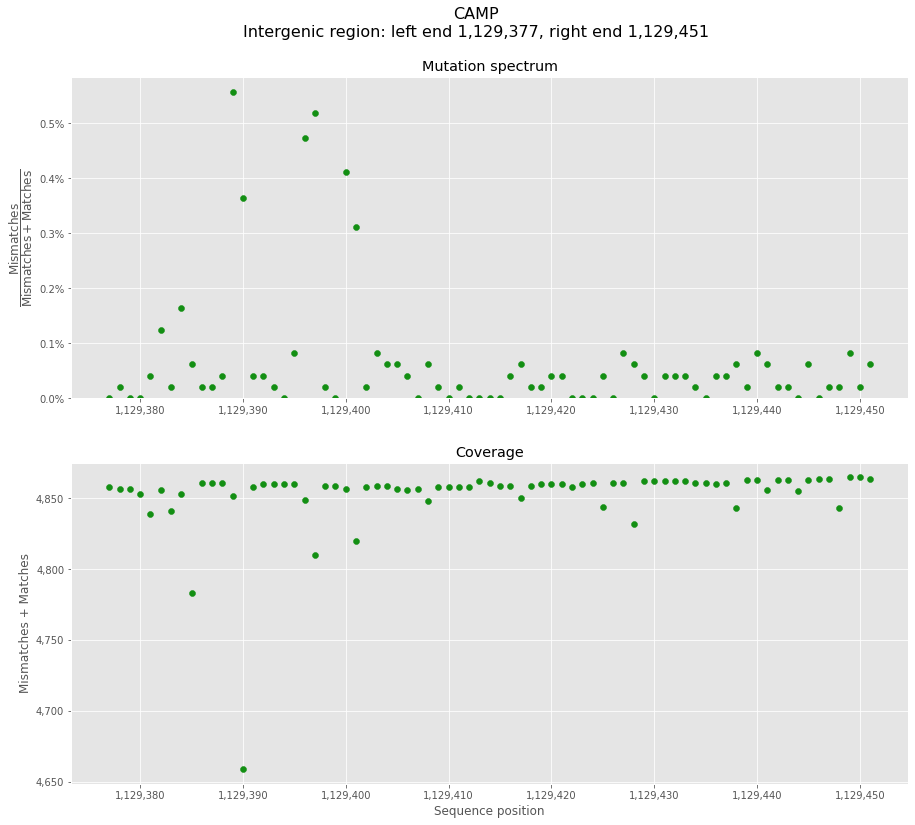 CAMP
Intergenic region: left end 1,129,377, right end 1,129,451
Mutation spectrum
Mismatches
Mismatches + Matches
0.5%
0.4%
0.3%
0.2%
0.1%
0.0%
1,129,380 1,129,390 1,129,400 1,129,410 1,129,420 1,129,430 1,129,440 1,129,450
Coverage
Mismatches + Matches
4,850
4,800
4,750
4,700
4,650
1,129,380 1,129,390 1,129,400 1,129,410 1,129,420 1,129,430 1,129,440 1,129,450
Sequence position